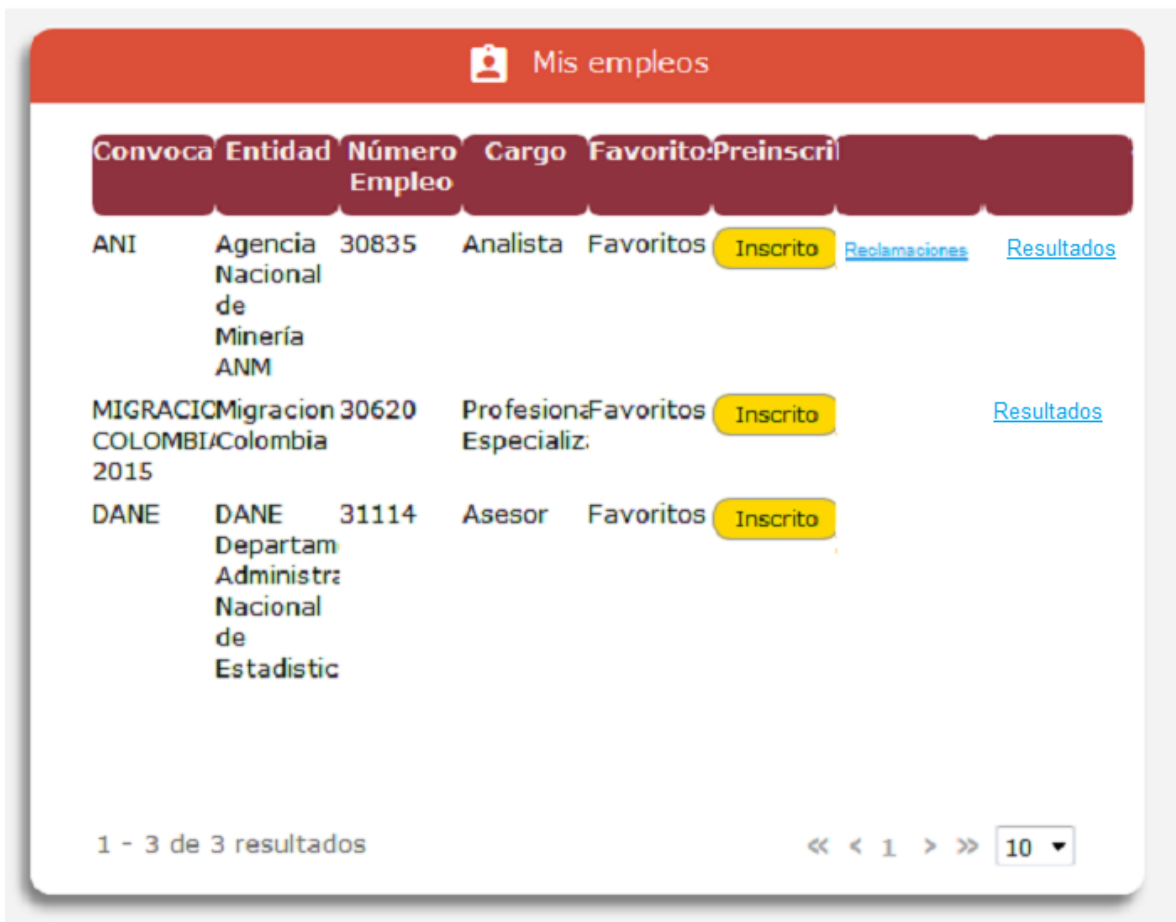 Mis empleos
Convoca Entidad Número Cargo Favorito: Preinscri
Empleo
ANI Agencia 30835 Analista Favoritos Inscrito Reclamaciones Resultados
Nacional
de
Minería
ANM
MIGRACIO Migracion 30620 Profesiona Favoritos Inscrito Resultados
COLOMBIA Colombia Especializ
2015
DANE DANE 31114 Asesor Favoritos Inscrito
Departam
Administra
Nacional
de
Estadistic
1 - 3 de 3 resultados « < 1 > » 10